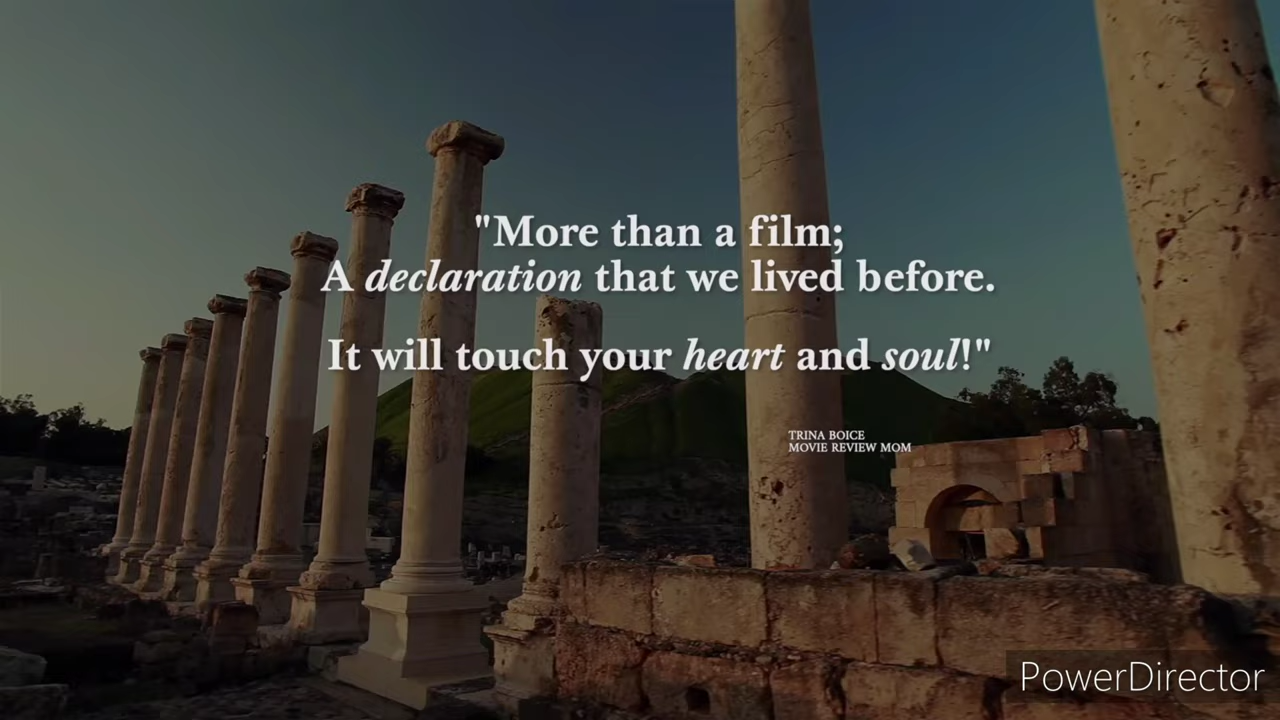 "More than a film;
A declaration that we lived before.
It will touch your heart and soul!"
TRINA BOICE
MOVIE REVIEW MOM
PowerDirector